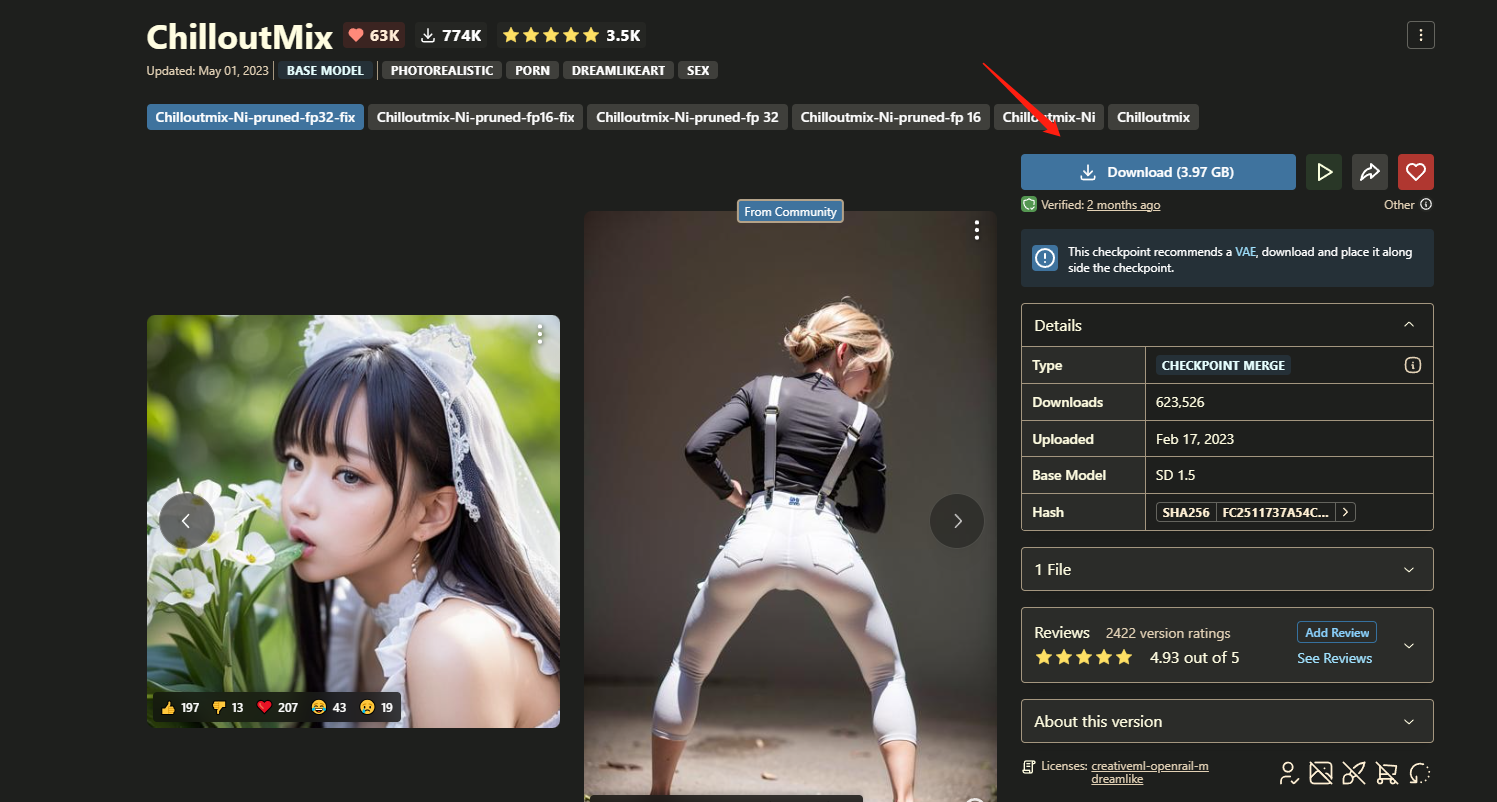 ChilloutMix 63K 774K 3.5K
Updated: May 01, 2023 BASE MODEL PHOTOREALISTIC PORN DREAMLIKEART SEX
Chilloutmix-Ni-pruned-fp32-fix Chilloutmix-Ni-pruned-fp16-fix Chilloutmix-Ni-pruned-fp 32 Chilloutmix-Ni-pruned-fp 16 Chilloutmix-Ni Chilloutmix
Download (3.97 GB)
Verified: 2 months ago Other
From Community
This checkpoint recommends a VAE, download and place it along
side the checkpoint.
Details
Type CHECKPOINT MERGE
Downloads 623,526
Uploaded Feb 17, 2023
Base Model SD 1.5
Hash SHA256 FC2511737A54C...
1 File
Reviews 2422 version ratings Add Review
4.93 out of 5 See Reviews
197 13 207 43 19
About this version
Licenses: creativeml-openrail-m
dreamlike